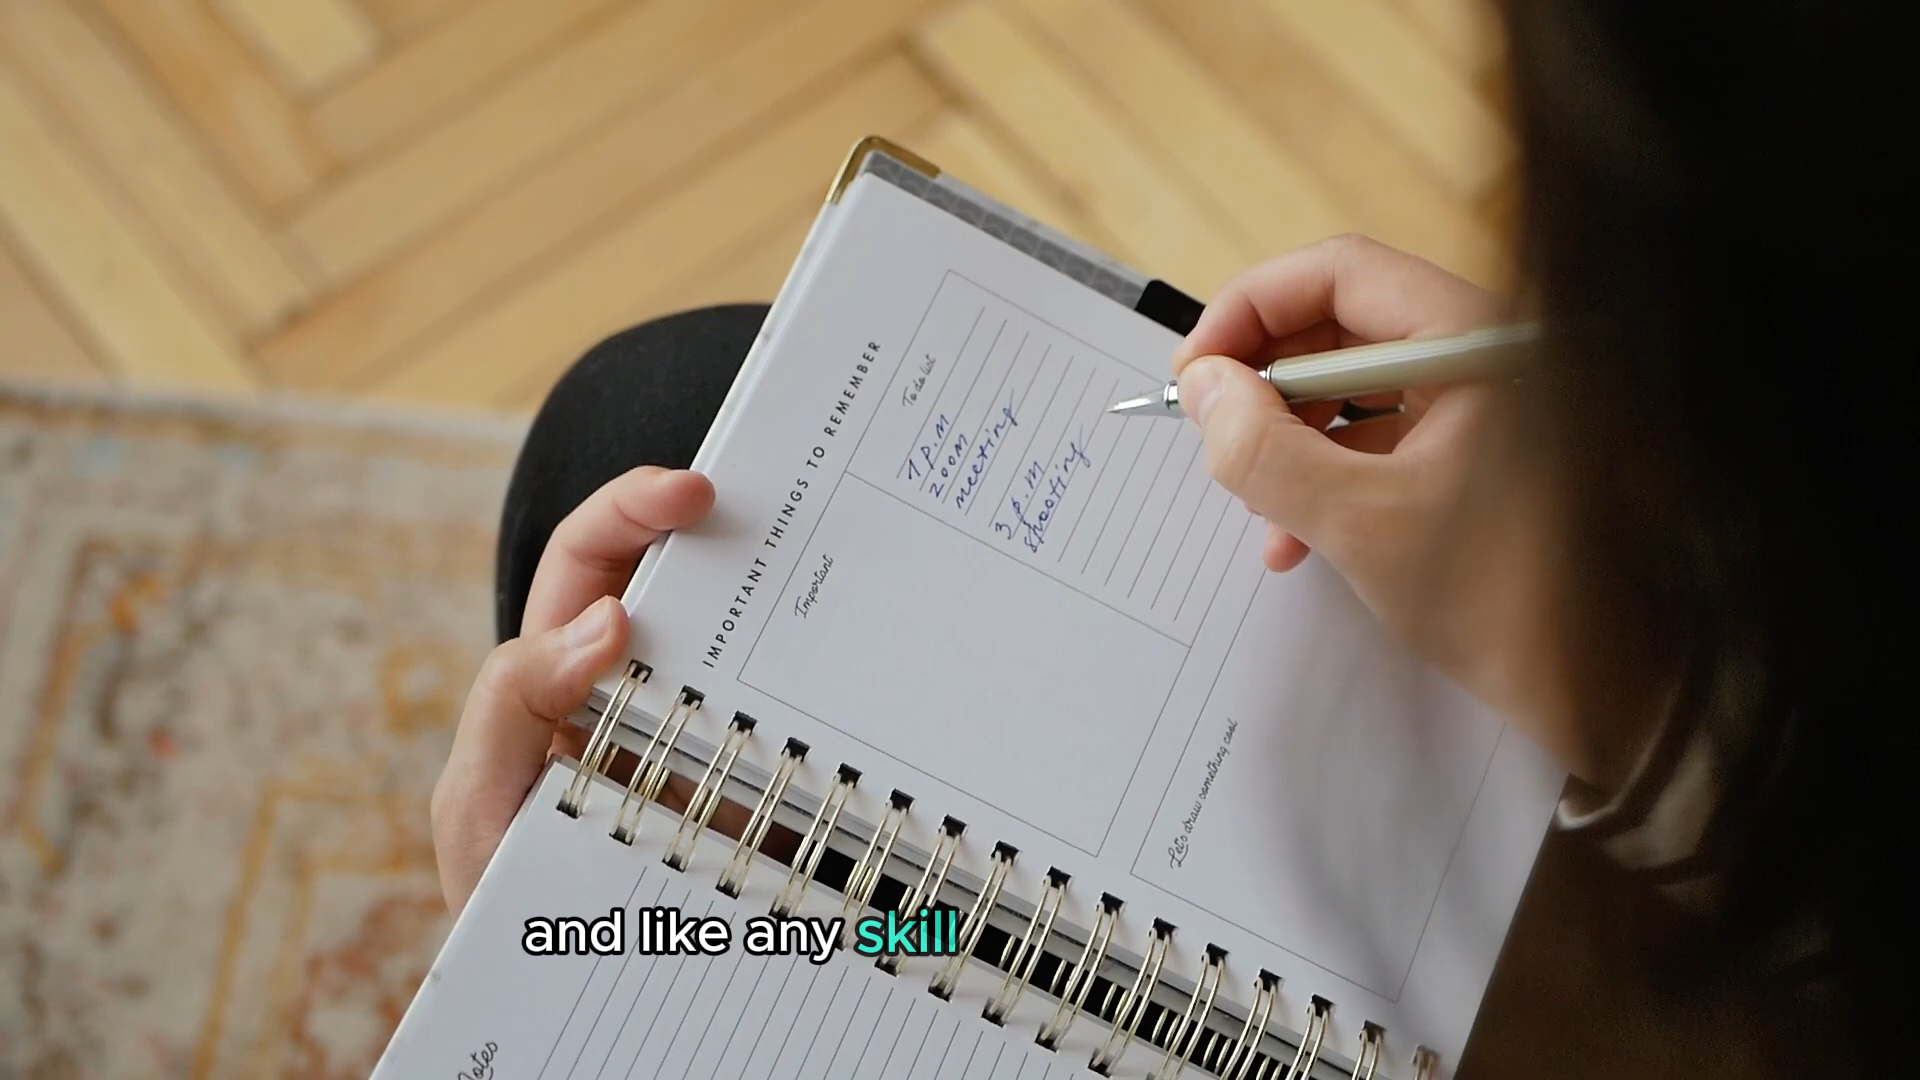 IMPORTANT THINGS TO REMEMBER
To do list
1 p.m
zoom
meeting
3 p.m
shooting
Important
Let's draw something cool
Notes
and like any skill